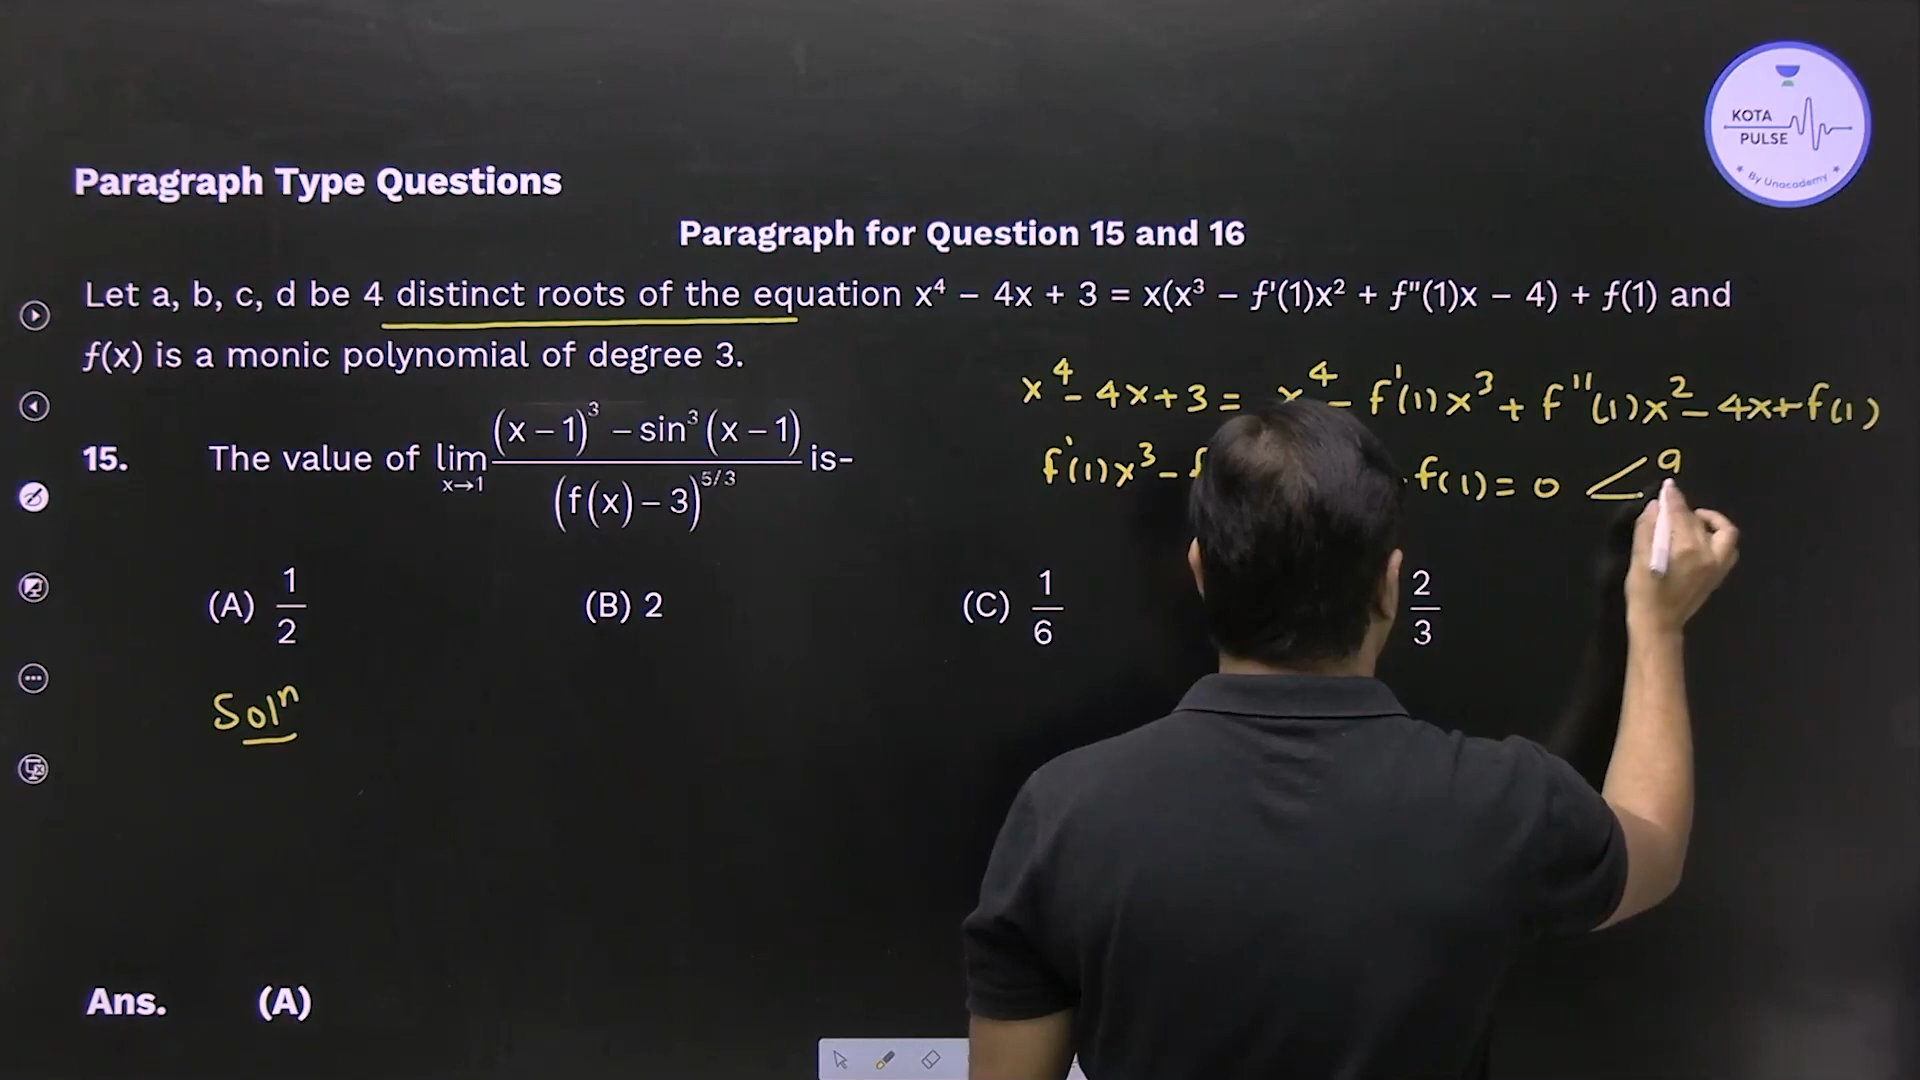 KOTA
PULSE
By Unacademy
Paragraph Type Questions
Paragraph for Question 15 and 16
Let a, b, c, d be 4 distinct roots of the equation x⁴ – 4x + 3 = x(x³ – f'(1)x² + f"(1)x – 4) + f(1) and
f(x) is a monic polynomial of degree 3.
x⁴ - 4x + 3 = x⁴ - f'(1)x³ + f''(1)x² - 4x + f(1)
f'(1)x³ - f(1) = 0 < a
15. The value of lim x→1 ((x – 1)³ – sin³(x – 1)) / (f(x) – 3)^5/3 is-
(A) 1/2 (B) 2 (C) 1/6 2/3
Solⁿ
Ans. (A)